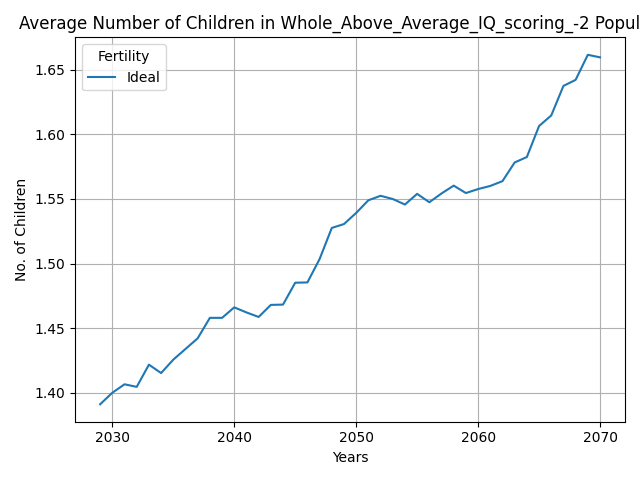 Average Number of Children in Whole_Above_Average_IQ_scoring_-2 Popul
Fertility
Ideal
No. of Children
1.65
1.60
1.55
1.50
1.45
1.40
2030 2040 2050 2060 2070
Years